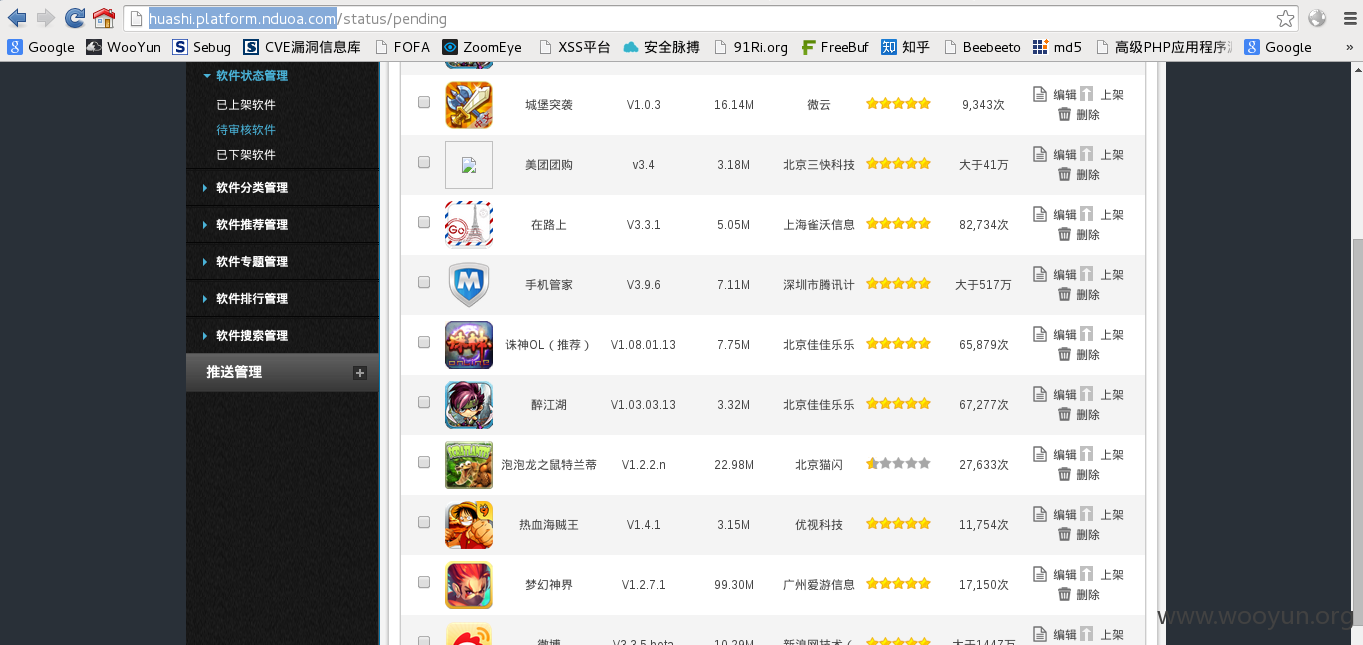 huashi.platform.nduoa.com/status/pending
Google WooYun Sebug CVE漏洞信息库 FOFA ZoomEye XSS平台 安全脉搏 91Ri.org FreeBuf 知乎 Beebeeto md5 高级PHP应用程序 Google »
软件状态管理
已上架软件
待审核软件
已下架软件
软件分类管理
软件推荐管理
软件专题管理
软件排行管理
软件搜索管理
推送管理
城堡突袭 V1.0.3 16.14M 微云 9,343次 编辑 上架 删除
美团团购 v3.4 3.18M 北京三快科技 大于41万 编辑 上架 删除
Go 在路上 V3.3.1 5.05M 上海雀沃信息 82,734次 编辑 上架 删除
M 手机管家 V3.9.6 7.11M 深圳市腾讯计 大于517万 编辑 上架 删除
诛神OL（推荐） V1.08.01.13 7.75M 北京佳佳乐乐 65,879次 编辑 上架 删除
醉江湖 V1.03.03.13 3.32M 北京佳佳乐乐 67,277次 编辑 上架 删除
泡泡龙之鼠特兰蒂 V1.2.2.n 22.98M 北京猫闪 27,633次 编辑 上架 删除
热血海贼王 V1.4.1 3.15M 优视科技 11,754次 编辑 上架 删除
梦幻神界 V1.2.7.1 99.30M 广州爱游信息 17,150次 编辑 上架 删除
微博 V3.3.5 beta 10.29M 新浪网技术（ 大于1447万 编辑 上架
www.wooyun.org